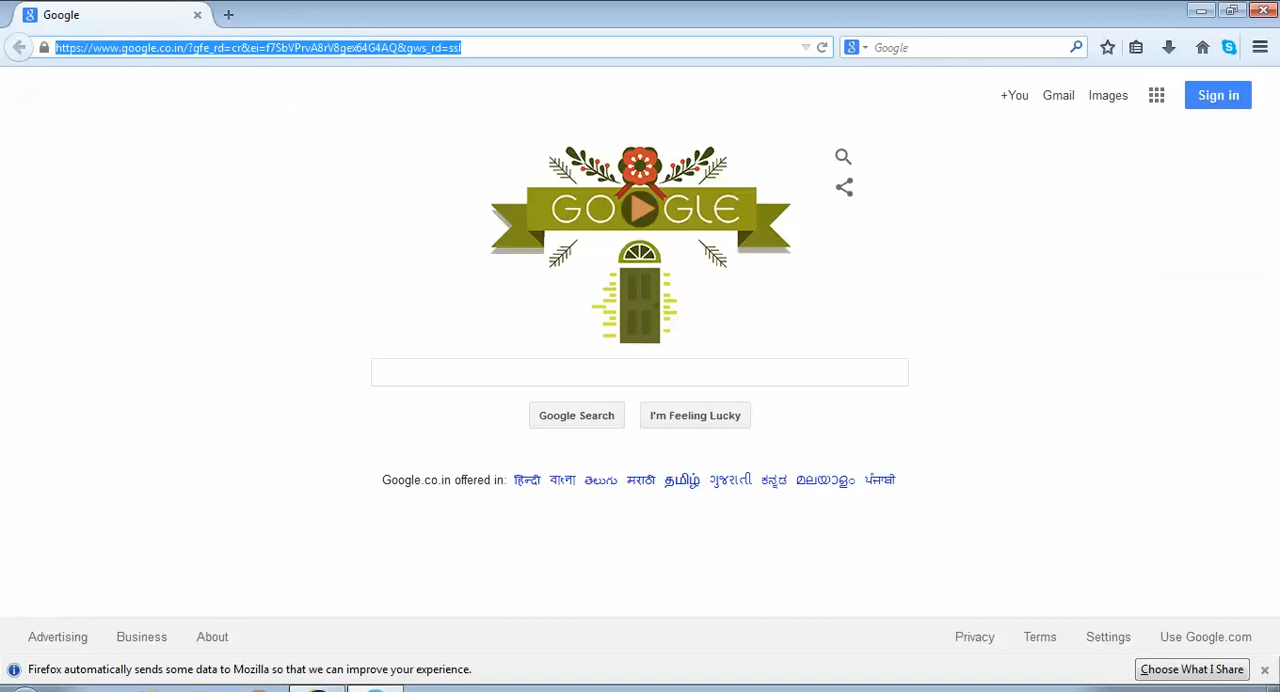 Google
https://www.google.co.in/?gfe_rd=cr&ei=f7SbVPrvA8rV8gex64G4AQ&gws_rd=ssl
Google
+You Gmail Images Sign in
GOOGLE
Google Search I'm Feeling Lucky
Google.co.in offered in: हिन्दी বাংলা తెలుగు मराठी தமிழ் ગુજરાતી ಕನ್ನಡ മലയാളം ਪੰਜਾਬੀ
Advertising Business About Privacy Terms Settings Use Google.com
Firefox automatically sends some data to Mozilla so that we can improve your experience. Choose What I Share